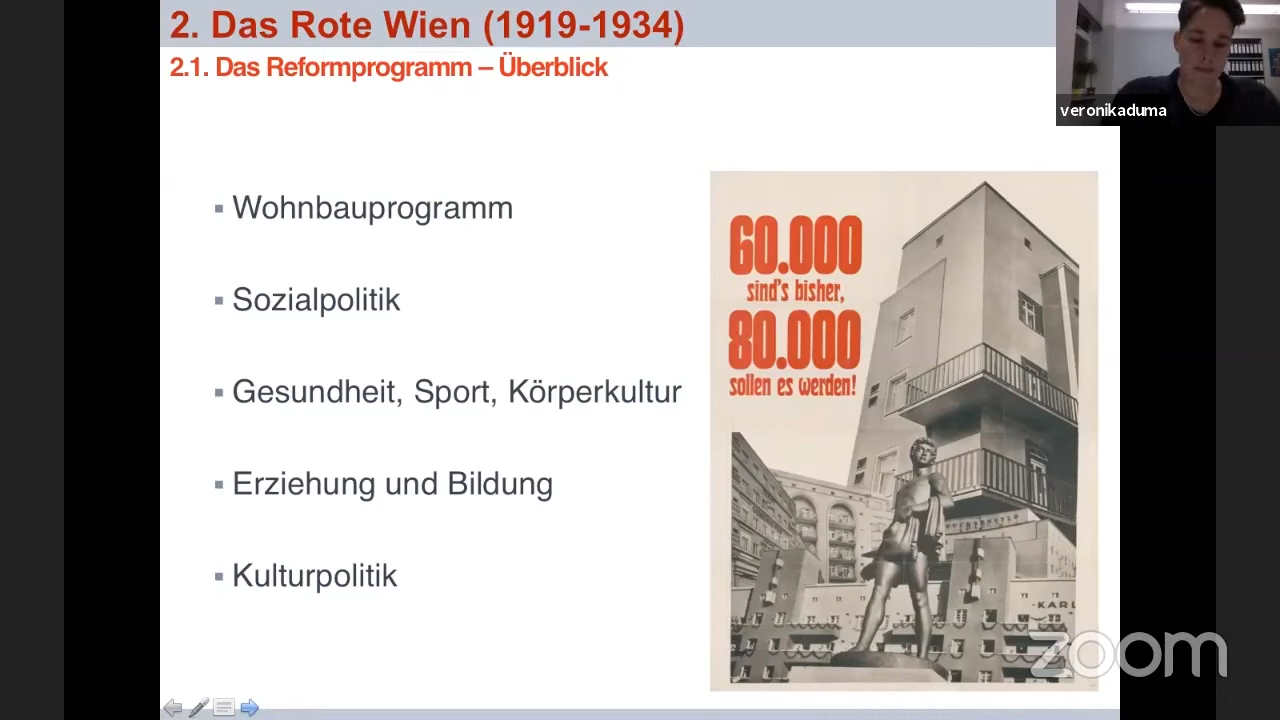 2. Das Rote Wien (1919-1934)
2.1. Das Reformprogramm – Überblick
veronikaduma
▪ Wohnbauprogramm
▪ Sozialpolitik
▪ Gesundheit, Sport, Körperkultur
▪ Erziehung und Bildung
▪ Kulturpolitik
60.000
sind's bisher,
80.000
sollen es werden!
KARL
zoom